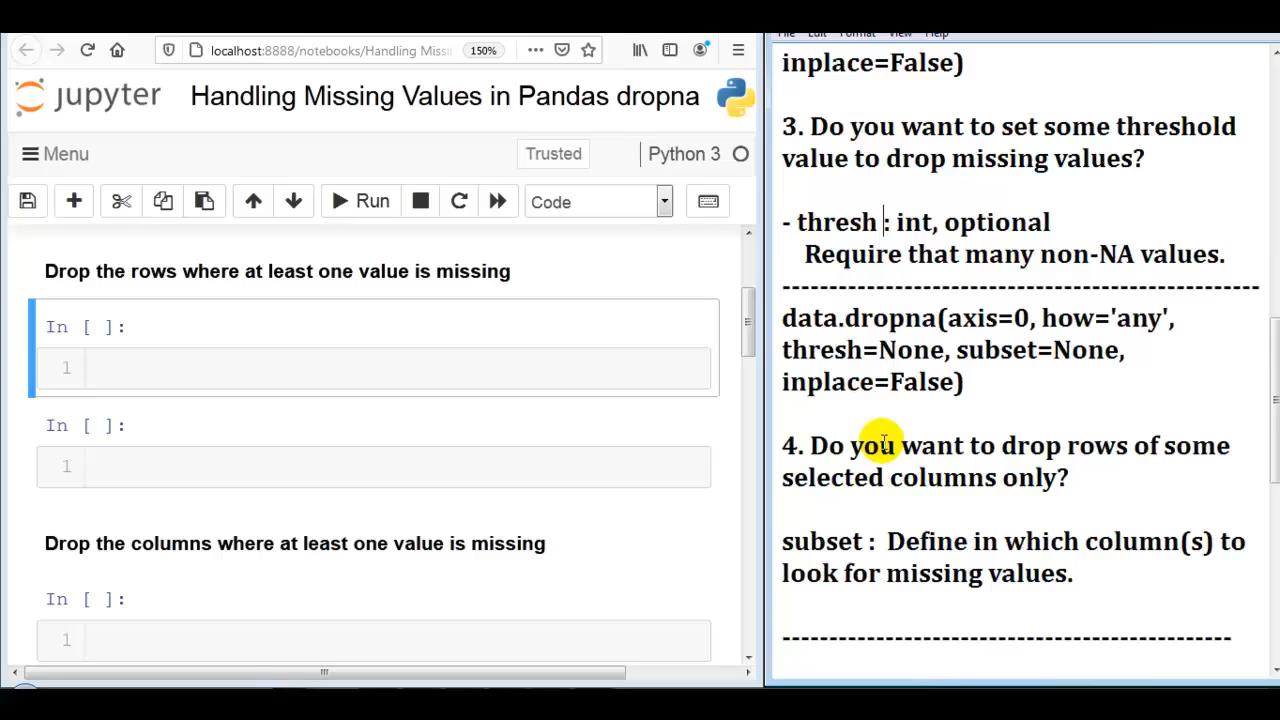 localhost:8888/notebooks/Handling Missi
150%
jupyter
Handling Missing Values in Pandas dropna
Menu
Trusted
Python 3
Run
Code
Drop the rows where at least one value is missing
In [ ]:
1
In [ ]:
1
Drop the columns where at least one value is missing
In [ ]:
1
File Edit Format View Help
inplace=False)
3. Do you want to set some threshold
value to drop missing values?
- thresh : int, optional
Require that many non-NA values.
-----------------------------------------------------
data.dropna(axis=0, how='any',
thresh=None, subset=None,
inplace=False)
4. Do you want to drop rows of some
selected columns only?
subset : Define in which column(s) to
look for missing values.
--------------------------------------------------